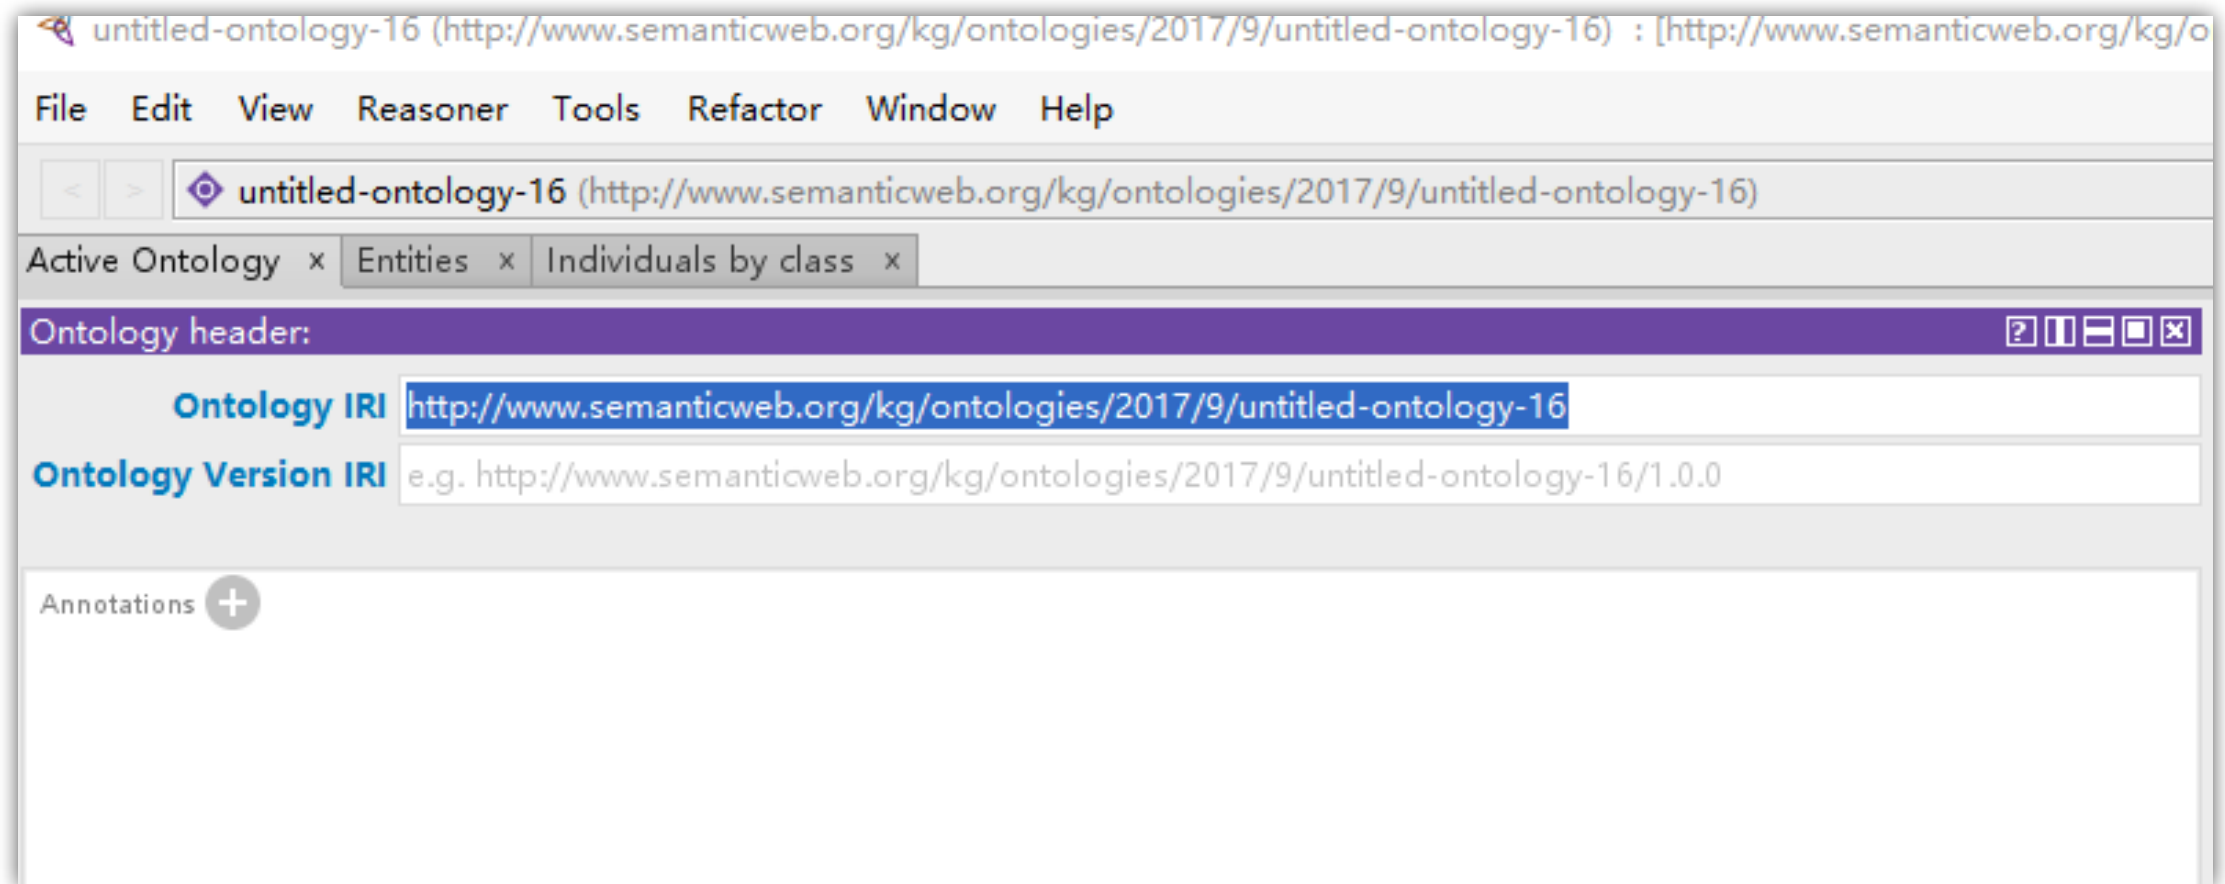 untitled-ontology-16 (http://www.semanticweb.org/kg/ontologies/2017/9/untitled-ontology-16) : [http://www.semanticweb.org/kg/o
File Edit View Reasoner Tools Refactor Window Help
< > untitled-ontology-16 (http://www.semanticweb.org/kg/ontologies/2017/9/untitled-ontology-16)
Active Ontology × Entities × Individuals by class ×
Ontology header:
Ontology IRI http://www.semanticweb.org/kg/ontologies/2017/9/untitled-ontology-16
Ontology Version IRI e.g. http://www.semanticweb.org/kg/ontologies/2017/9/untitled-ontology-16/1.0.0
Annotations